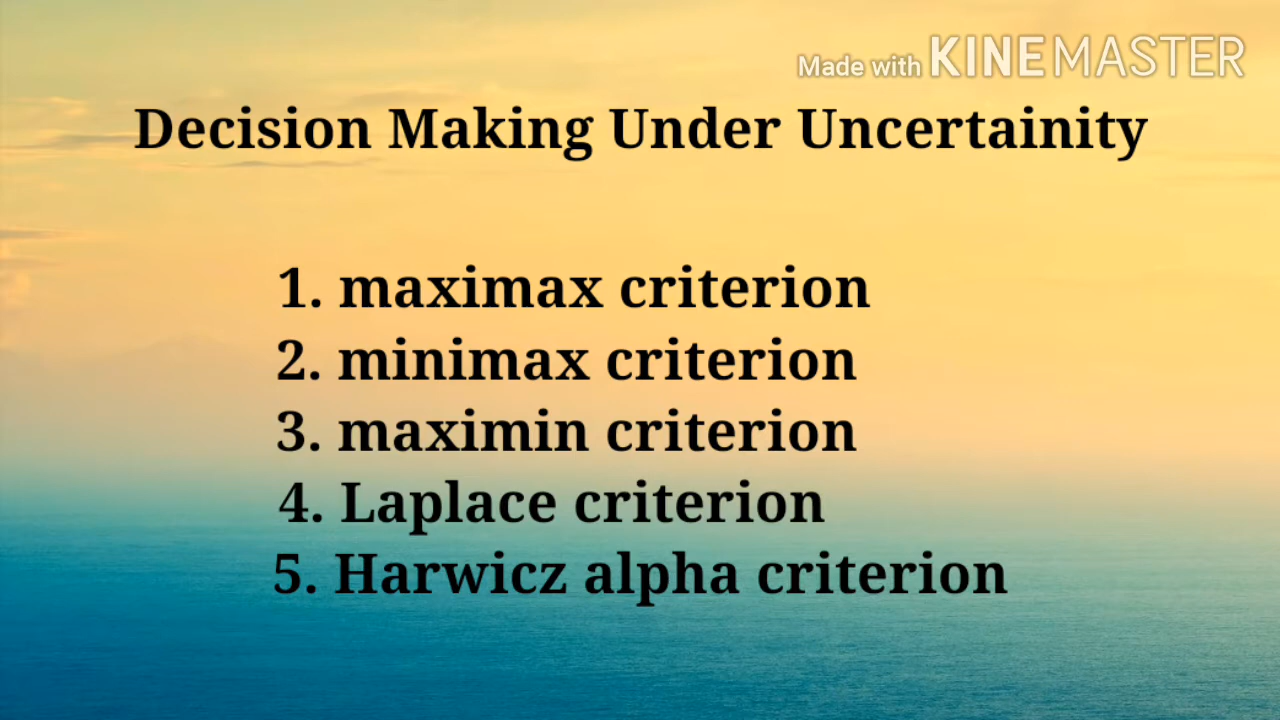 Made with KINEMASTER
Decision Making Under Uncertainity
1. maximax criterion
2. minimax criterion
3. maximin criterion
4. Laplace criterion
5. Harwicz alpha criterion